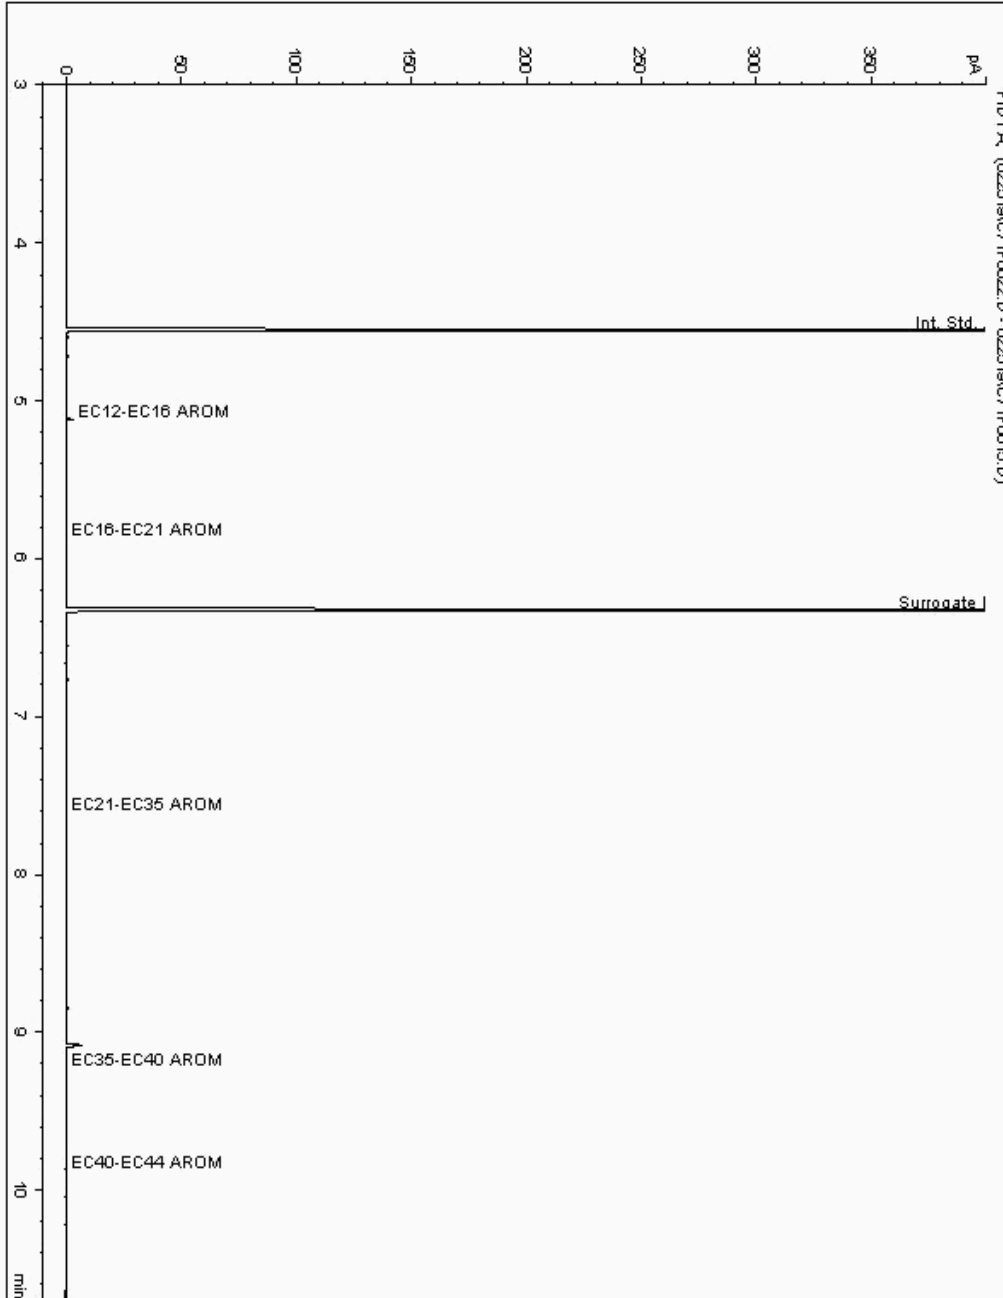 0
50
100
150
200
250
300
350
pA
3
4
5
6
7
8
9
10
min
Int. Std.
EC12-EC16 AROM
EC16-EC21 AROM
Surrogate
EC21-EC35 AROM
EC35-EC40 AROM
EC40-EC44 AROM